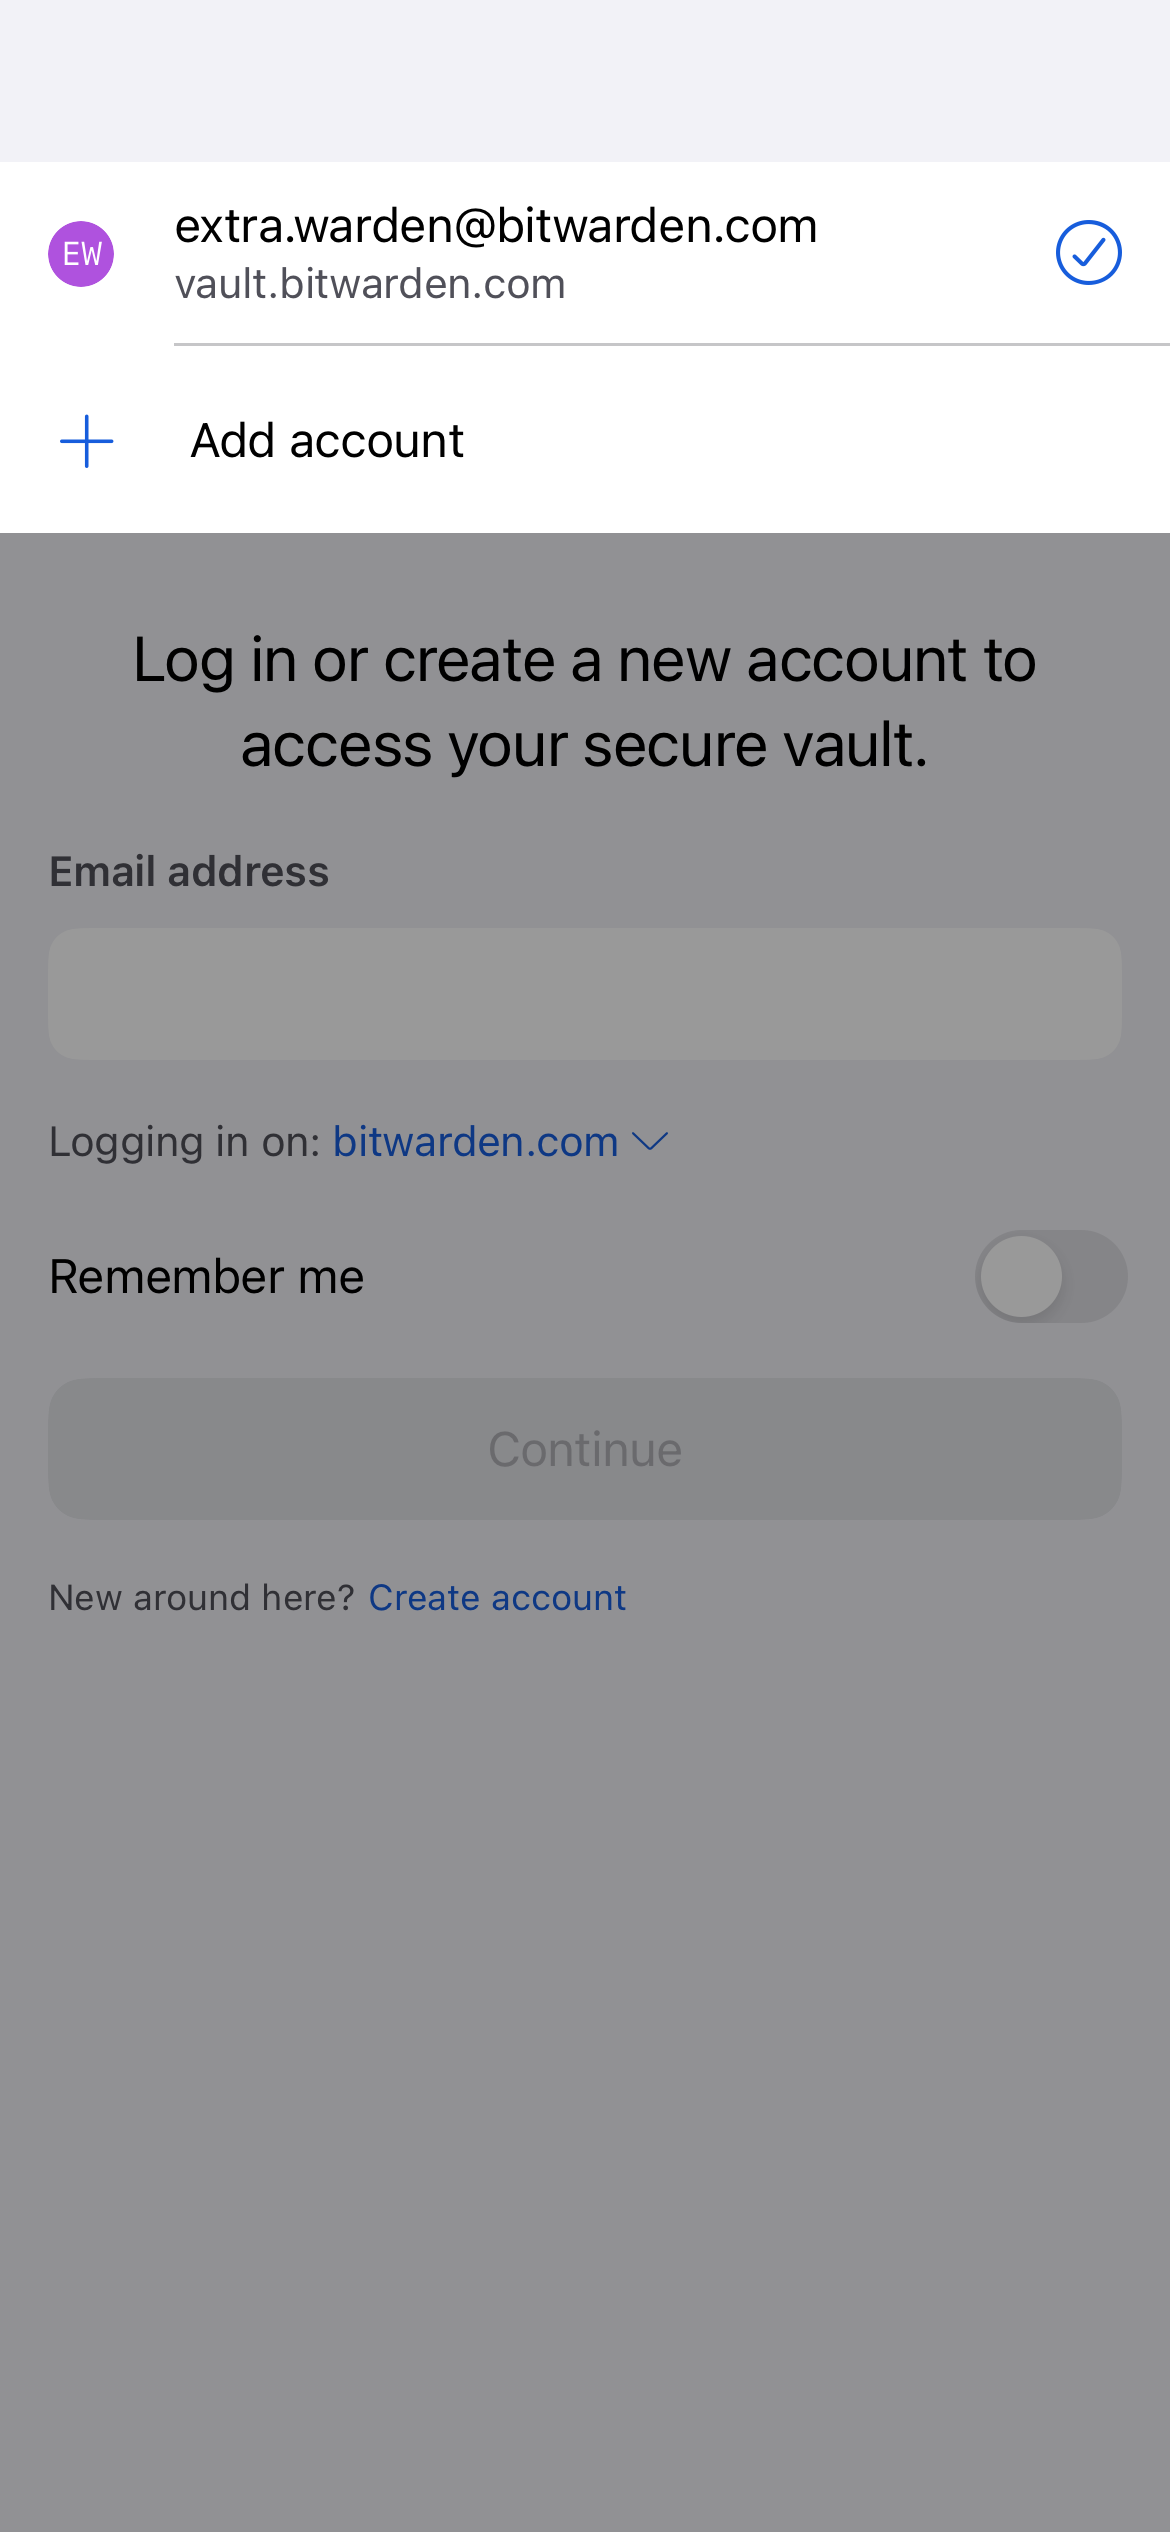 EW
extra.warden@bitwarden.com
vault.bitwarden.com
Add account
Log in or create a new account to
access your secure vault.
Email address
Logging in on: bitwarden.com
Remember me
Continue
New around here? Create account